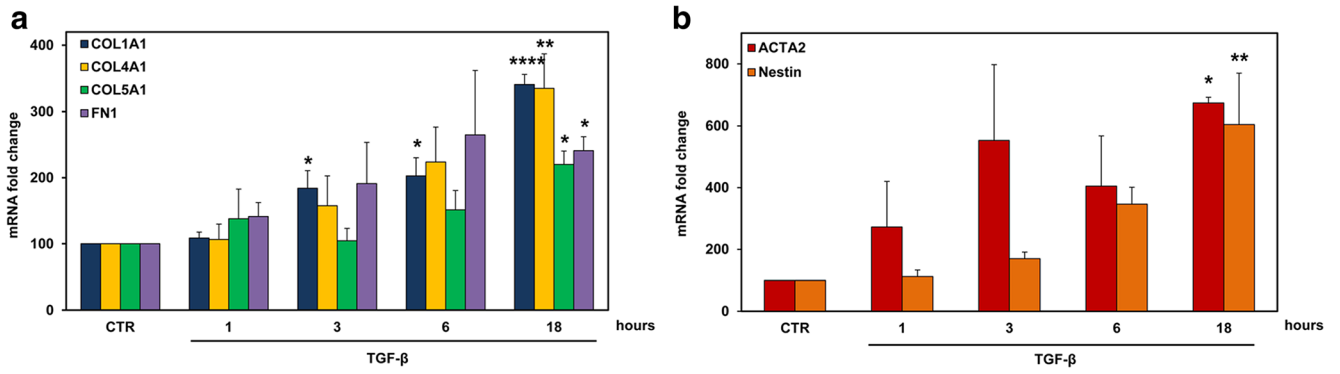 a
mRNA fold change
400
300
200
100
0
COL1A1
COL4A1
COL5A1
FN1
*
*
****
**
*
*
CTR
1
3
6
18
hours
TGF-β
b
mRNA fold change
800
600
400
200
0
ACTA2
Nestin
*
**
CTR
1
3
6
18
hours
TGF-β